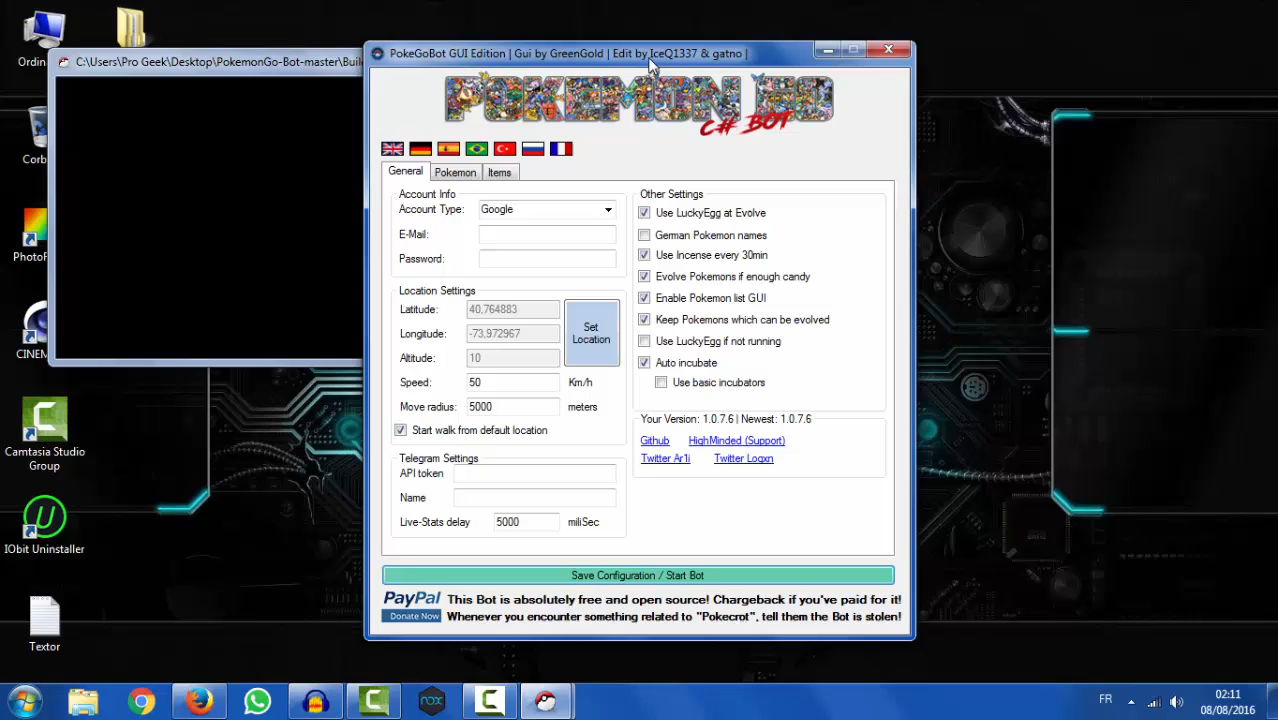 Ordin
C:\Users\Pro Geek\Desktop\PokemonGo-Bot-master\Buil
PokeGoBot GUI Edition | Gui by GreenGold | Edit by IceQ1337 & gatno |
POKEMON GO
C# BOT
General
Pokemon
Items
Account Info
Account Type:
Google
E-Mail:
Password:
Location Settings
Latitude:
40,764883
Longitude:
-73,972967
Altitude:
10
Set
Location
Speed:
50
Km/h
Move radius:
5000
meters
Start walk from default location
Telegram Settings
API token
Name
Live-Stats delay
5000
miliSec
Other Settings
Use LuckyEgg at Evolve
German Pokemon names
Use Incense every 30min
Evolve Pokemons if enough candy
Enable Pokemon list GUI
Keep Pokemons which can be evolved
Use LuckyEgg if not running
Auto incubate
Use basic incubators
Your Version: 1.0.7.6 | Newest: 1.0.7.6
Github
HighMinded (Support)
Twitter Ar1i
Twitter Logxn
Save Configuration / Start Bot
PayPal
Donate Now
This Bot is absolutely free and open source! Chargeback if you've paid for it!
Whenever you encounter something related to "Pokecrot", tell them the Bot is stolen!
Corb
PhotoF
CINEM
Camtasia Studio
Group
IObit Uninstaller
Textor
nox
FR
02:11
08/08/2016